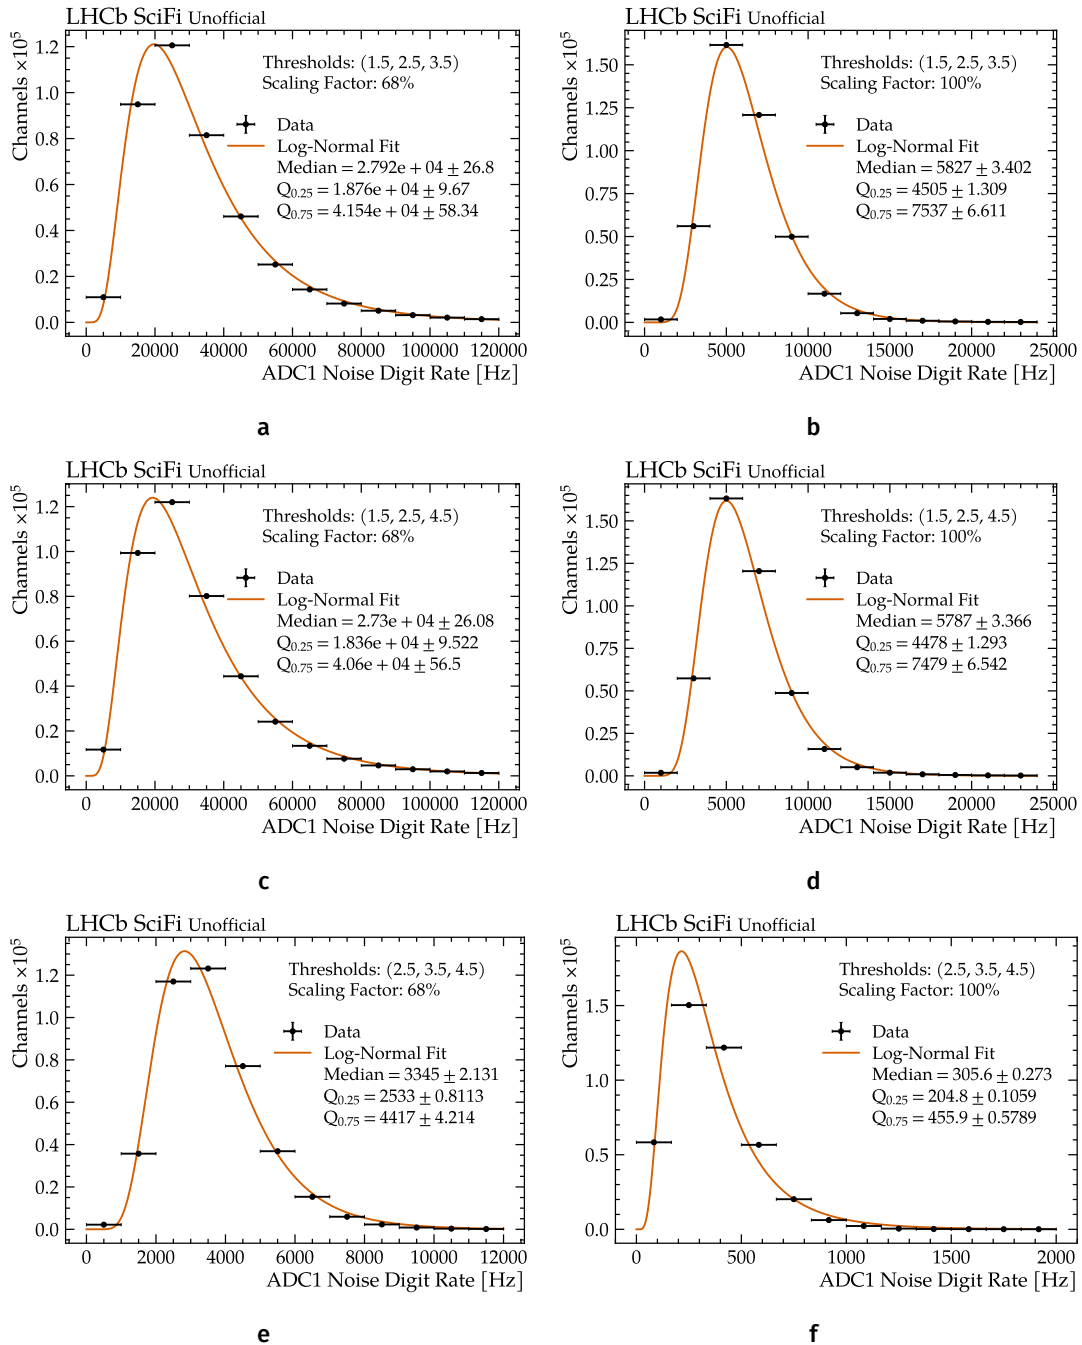 LHCb SciFi Unofficial
Channels ×10⁵
Thresholds: (1.5, 2.5, 3.5)
Scaling Factor: 68%
Data
Log-Normal Fit
Median = 2.792e + 04 ± 26.8
Q0.25 = 1.876e + 04 ± 9.67
Q0.75 = 4.154e + 04 ± 58.34
1.2
1.0
0.8
0.6
0.4
0.2
0.0
0 20000 40000 60000 80000 100000 120000
ADC1 Noise Digit Rate [Hz]
a
LHCb SciFi Unofficial
Channels ×10⁵
Thresholds: (1.5, 2.5, 3.5)
Scaling Factor: 100%
Data
Log-Normal Fit
Median = 5827 ± 3.402
Q0.25 = 4505 ± 1.309
Q0.75 = 7537 ± 6.611
1.50
1.25
1.00
0.75
0.50
0.25
0.00
0 5000 10000 15000 20000 25000
ADC1 Noise Digit Rate [Hz]
b
LHCb SciFi Unofficial
Channels ×10⁵
Thresholds: (1.5, 2.5, 4.5)
Scaling Factor: 68%
Data
Log-Normal Fit
Median = 2.73e + 04 ± 26.08
Q0.25 = 1.836e + 04 ± 9.522
Q0.75 = 4.06e + 04 ± 56.5
1.2
1.0
0.8
0.6
0.4
0.2
0.0
0 20000 40000 60000 80000 100000 120000
ADC1 Noise Digit Rate [Hz]
c
LHCb SciFi Unofficial
Channels ×10⁵
Thresholds: (1.5, 2.5, 4.5)
Scaling Factor: 100%
Data
Log-Normal Fit
Median = 5787 ± 3.366
Q0.25 = 4478 ± 1.293
Q0.75 = 7479 ± 6.542
1.50
1.25
1.00
0.75
0.50
0.25
0.00
0 5000 10000 15000 20000 25000
ADC1 Noise Digit Rate [Hz]
d
LHCb SciFi Unofficial
Channels ×10⁵
Thresholds: (2.5, 3.5, 4.5)
Scaling Factor: 68%
Data
Log-Normal Fit
Median = 3345 ± 2.131
Q0.25 = 2533 ± 0.8113
Q0.75 = 4417 ± 4.214
1.2
1.0
0.8
0.6
0.4
0.2
0.0
0 2000 4000 6000 8000 10000 12000
ADC1 Noise Digit Rate [Hz]
e
LHCb SciFi Unofficial
Channels ×10⁵
Thresholds: (2.5, 3.5, 4.5)
Scaling Factor: 100%
Data
Log-Normal Fit
Median = 305.6 ± 0.273
Q0.25 = 204.8 ± 0.1059
Q0.75 = 455.9 ± 0.5789
1.5
1.0
0.5
0.0
0 500 1000 1500 2000
ADC1 Noise Digit Rate [Hz]
f